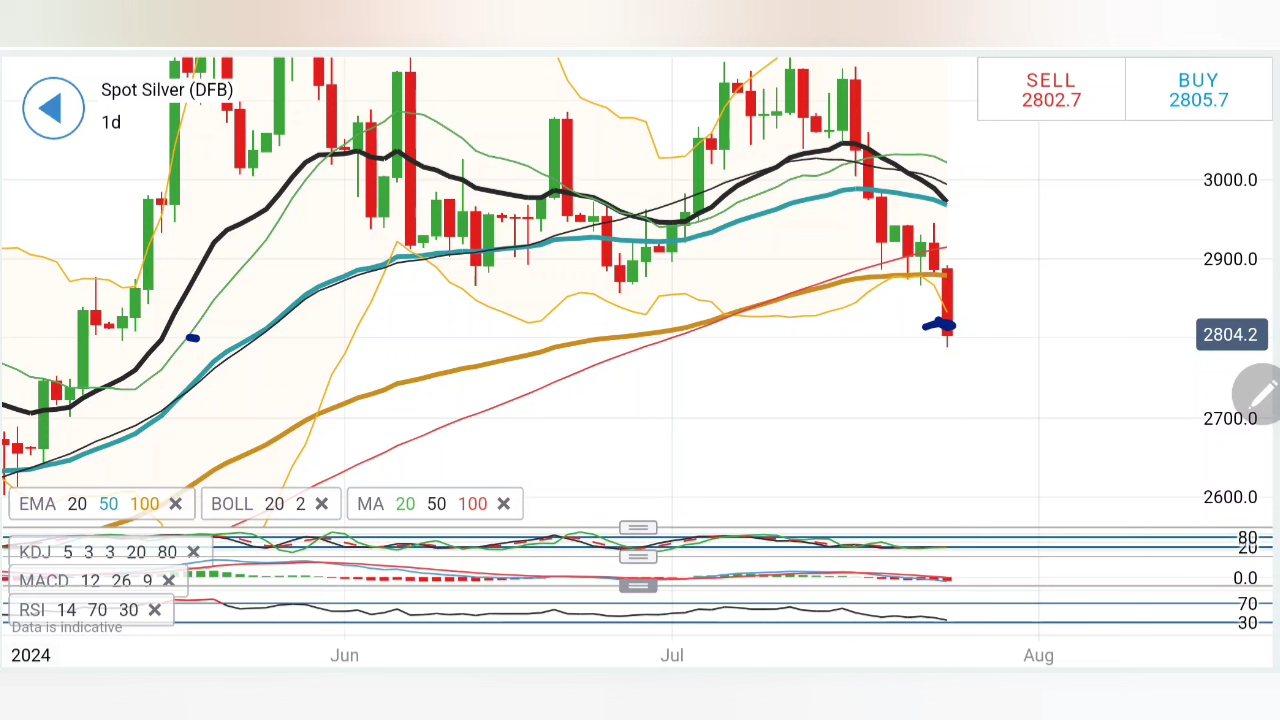 Spot Silver (DFB)
1d
SELL
2802.7
BUY
2805.7
3000.0
2900.0
2804.2
2700.0
2600.0
EMA 20 50 100
BOLL 20 2
MA 20 50 100
80
20
KDJ 5 3 3 20 80
MACD 12 26 9
0.0
RSI 14 70 30
70
30
Data is indicative
2024 Jun Jul Aug